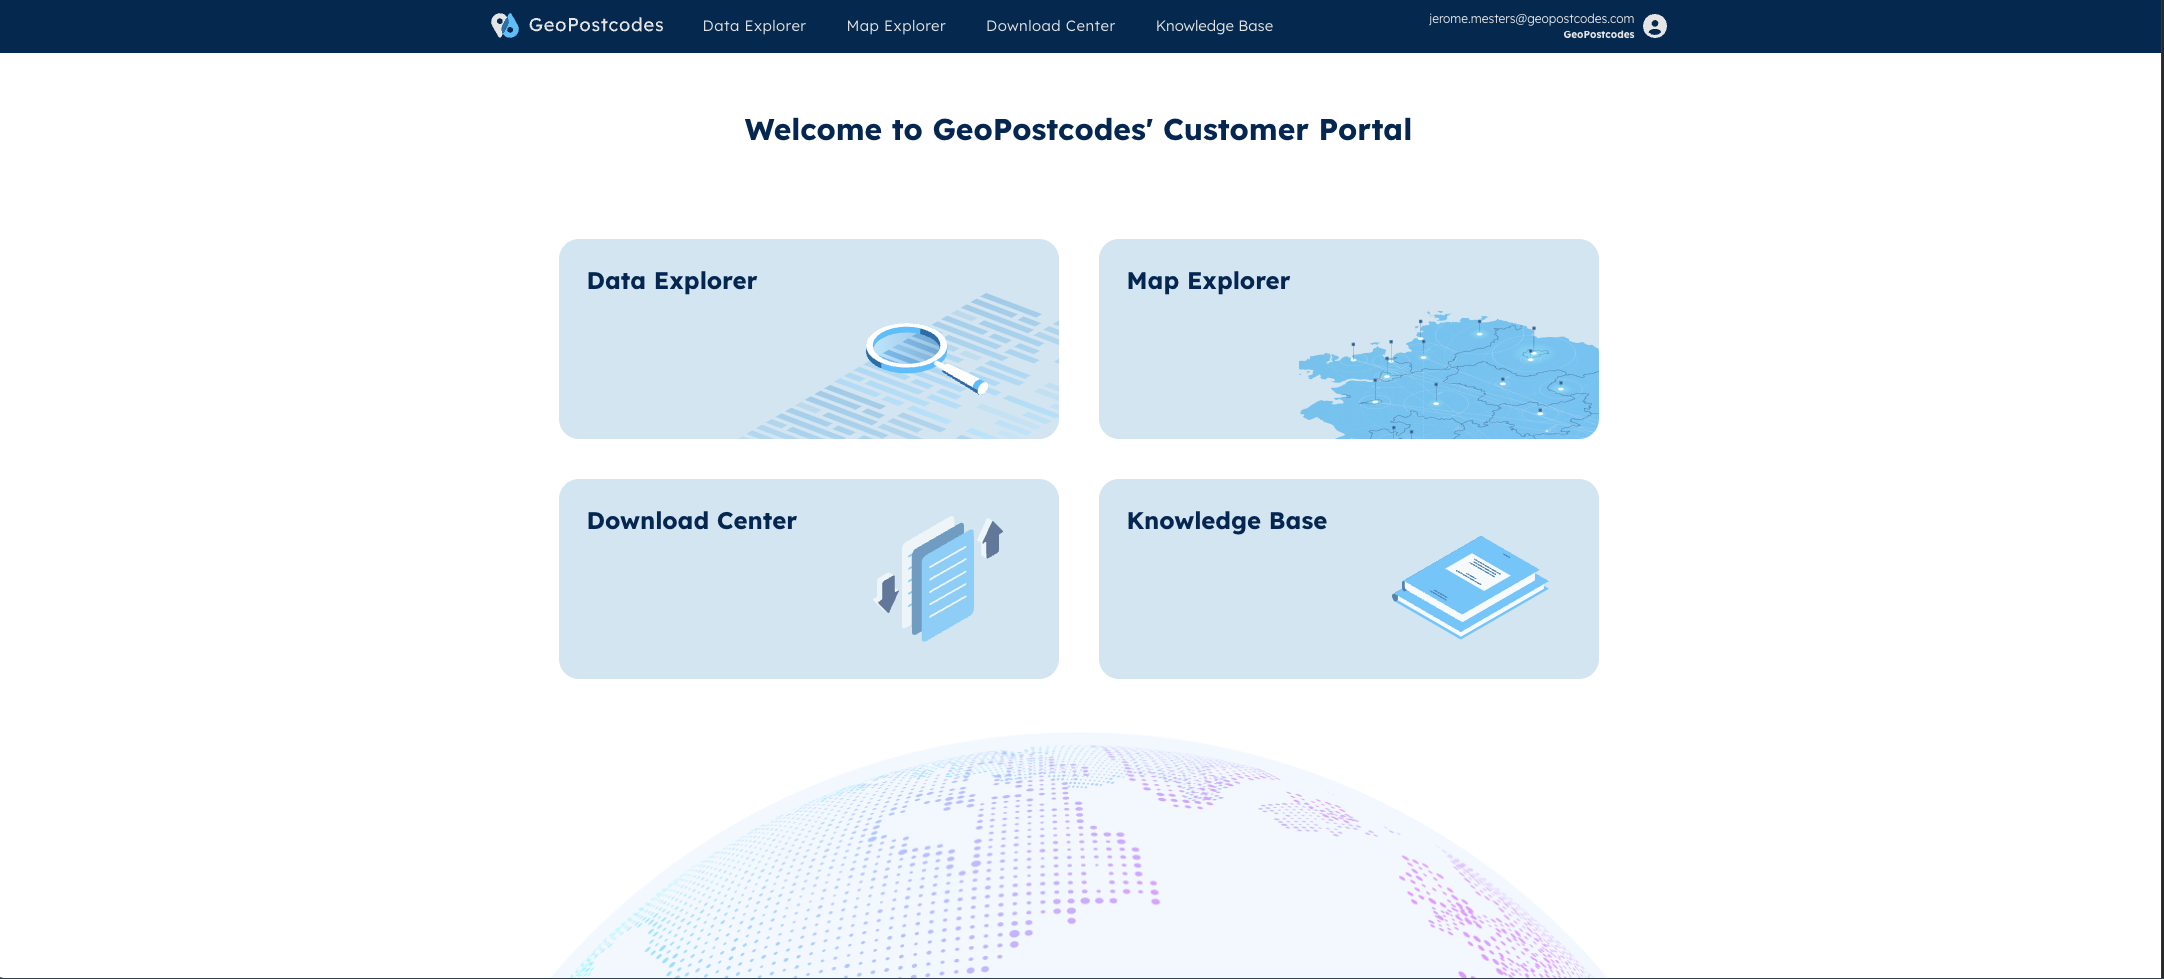 GeoPostcodes
Data Explorer
Map Explorer
Download Center
Knowledge Base
jerome.mesters@geopostcodes.com
GeoPostcodes
Welcome to GeoPostcodes' Customer Portal
Data Explorer
Map Explorer
Download Center
Knowledge Base